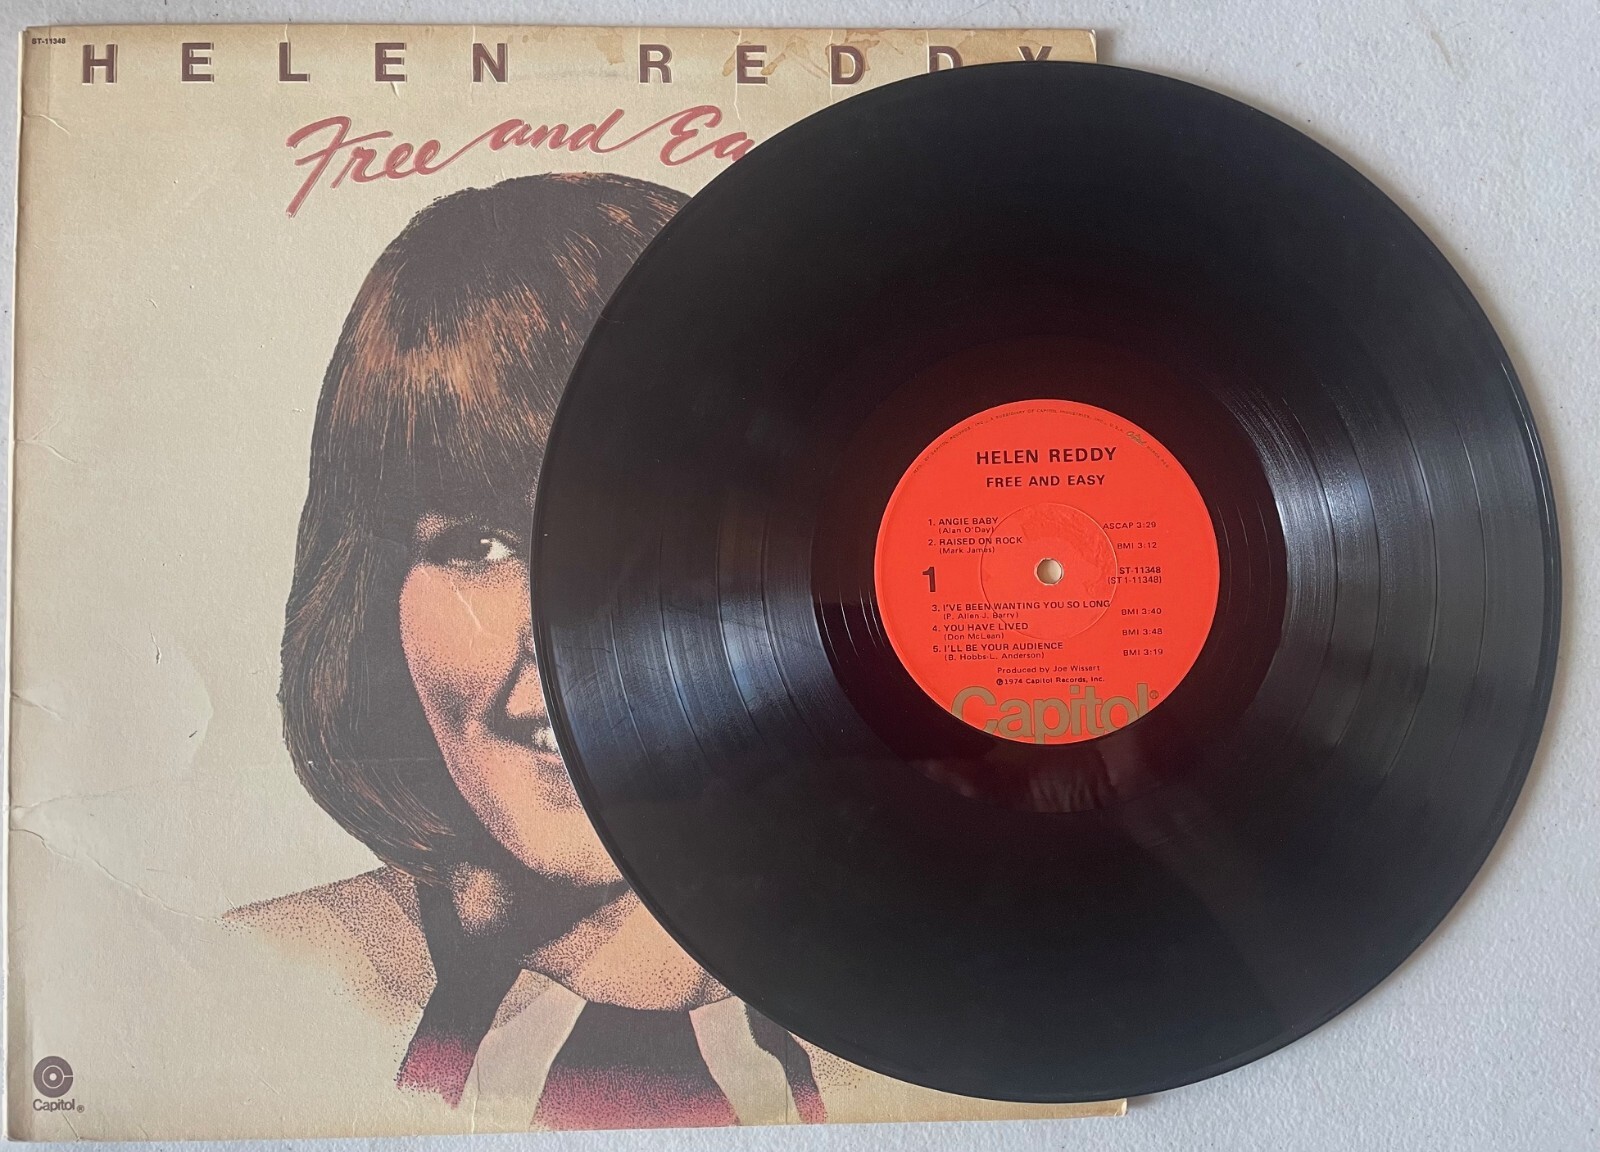 ST-11348
HELEN REDDY
Free and Ea
HELEN REDDY
FREE AND EASY
1. ANGIE BABY
(Alan O'Day)
ASCAP 3:29
2. RAISED ON ROCK
(Mark James)
BMI 3:12
1
ST-11348
(ST1-11348)
3. I'VE BEEN WANTING YOU SO LONG
(P. Allen-J. Barry)
BMI 3:40
4. YOU HAVE LIVED
(Don McLean)
BMI 3:48
5. I'LL BE YOUR AUDIENCE
(B. Hobbs-L. Anderson)
BMI 3:19
Produced by Joe Wissert
℗1974 Capitol Records, Inc.
Capitol®
Capitol®